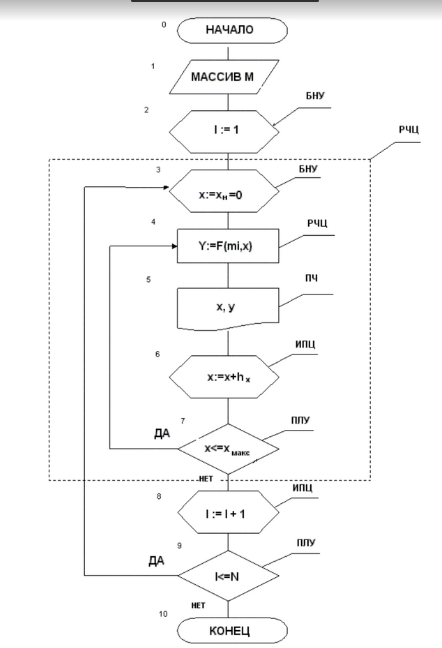 0
НАЧАЛО
1
МАССИВ М
БНУ
2
I := 1
РЧЦ
3
БНУ
x:=xн=0
4
РЧЦ
Y:=F(mi,x)
5
ПЧ
x, y
ИПЦ
6
x:=x+hx
7
ПЛУ
ДА
x<=xмакс
НЕТ
8
ИПЦ
I := I + 1
9
ПЛУ
ДА
I<=N
НЕТ
10
КОНЕЦ